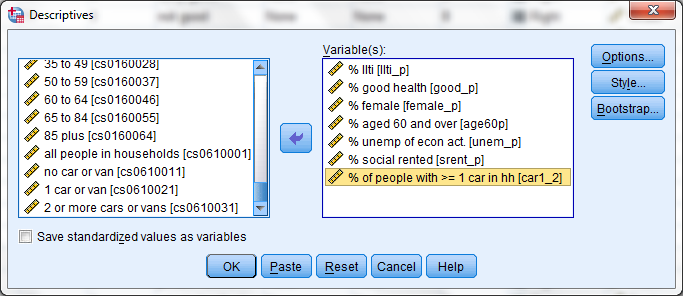 Descriptives
35 to 49 [cs0160028]
50 to 59 [cs0160037]
60 to 64 [cs0160046]
65 to 84 [cs0160055]
85 plus [cs0160064]
all people in households [cs0610001]
no car or van [cs0610011]
1 car or van [cs0610021]
2 or more cars or vans [cs0610031]
Variable(s):
% llti [llti_p]
% good health [good_p]
% female [female_p]
% aged 60 and over [age60p]
% unemp of econ act. [unem_p]
% social rented [srent_p]
% of people with >= 1 car in hh [car1_2]
Options...
Style...
Bootstrap...
Save standardized values as variables
OK Paste Reset Cancel Help